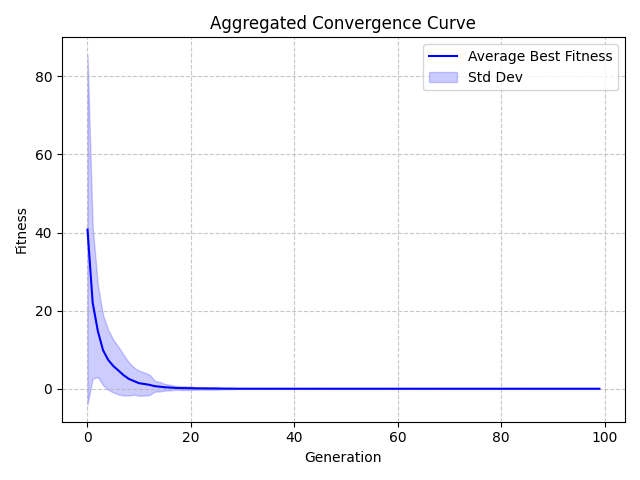 Aggregated Convergence Curve
Average Best Fitness
Std Dev
Fitness
80
60
40
20
0
0 20 40 60 80 100
Generation